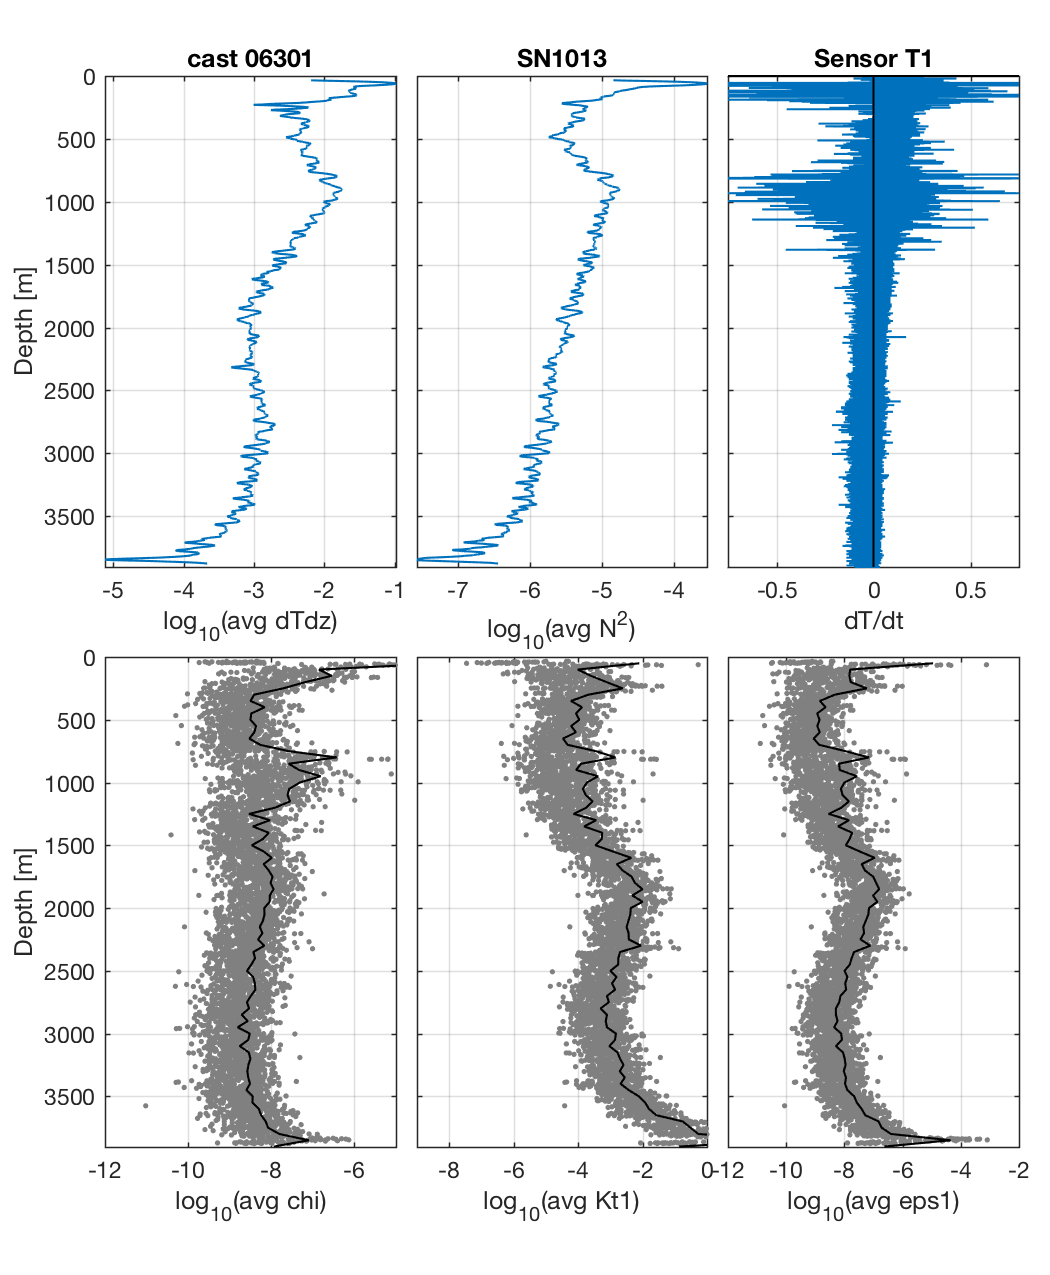 cast 06301 SN1013 Sensor T1
0
500
1000
1500
2000
2500
3000
3500
Depth [m]
-5 -4 -3 -2 -1 -7 -6 -5 -4 -0.5 0 0.5
log10(avg dTdz) log10(avg N2) dT/dt
0
500
1000
1500
2000
2500
3000
3500
Depth [m]
-12 -10 -8 -6 -8 -6 -4 -2 0 -12 -10 -8 -6 -4 -2
log10(avg chi) log10(avg Kt1) log10(avg eps1)